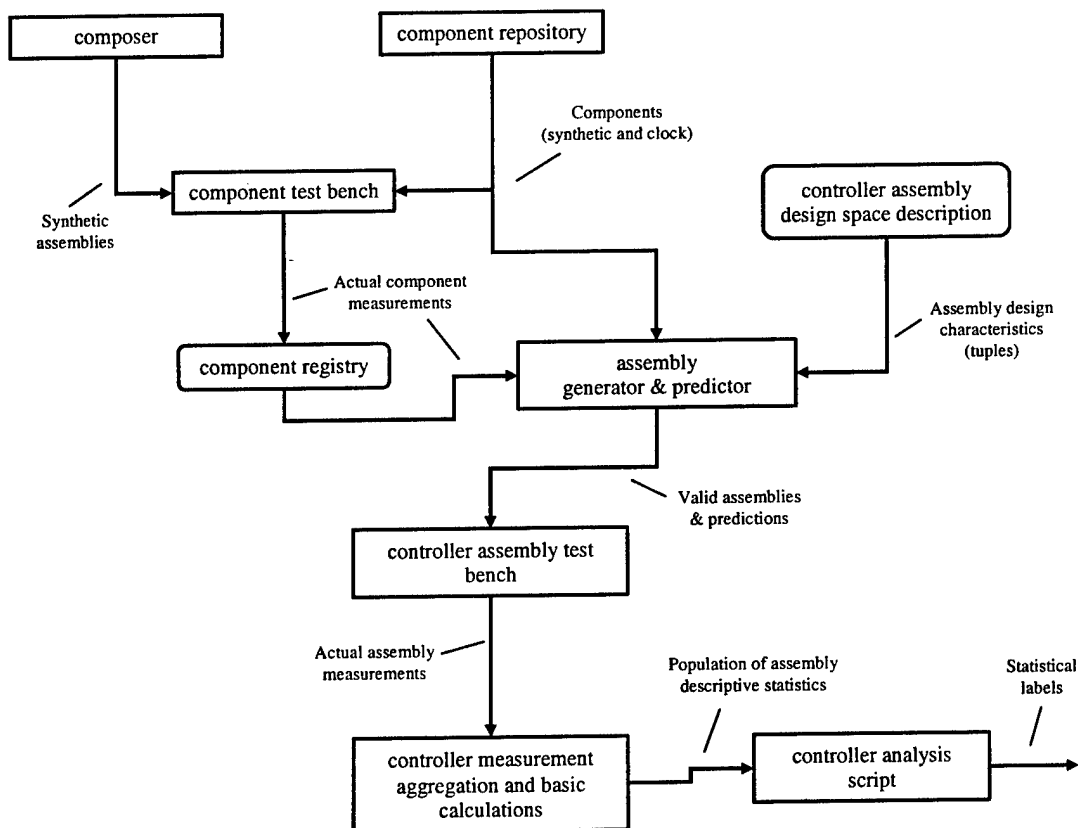 composer
component repository
Components
(synthetic and clock)
component test bench
controller assembly
design space description
Synthetic
assemblies
Actual component
measurements
Assembly design
characteristics
(tuples)
component registry
assembly
generator & predictor
Valid assemblies
& predictions
controller assembly test
bench
Actual assembly
measurements
Population of assembly
descriptive statistics
Statistical
labels
controller measurement
aggregation and basic
calculations
controller analysis
script